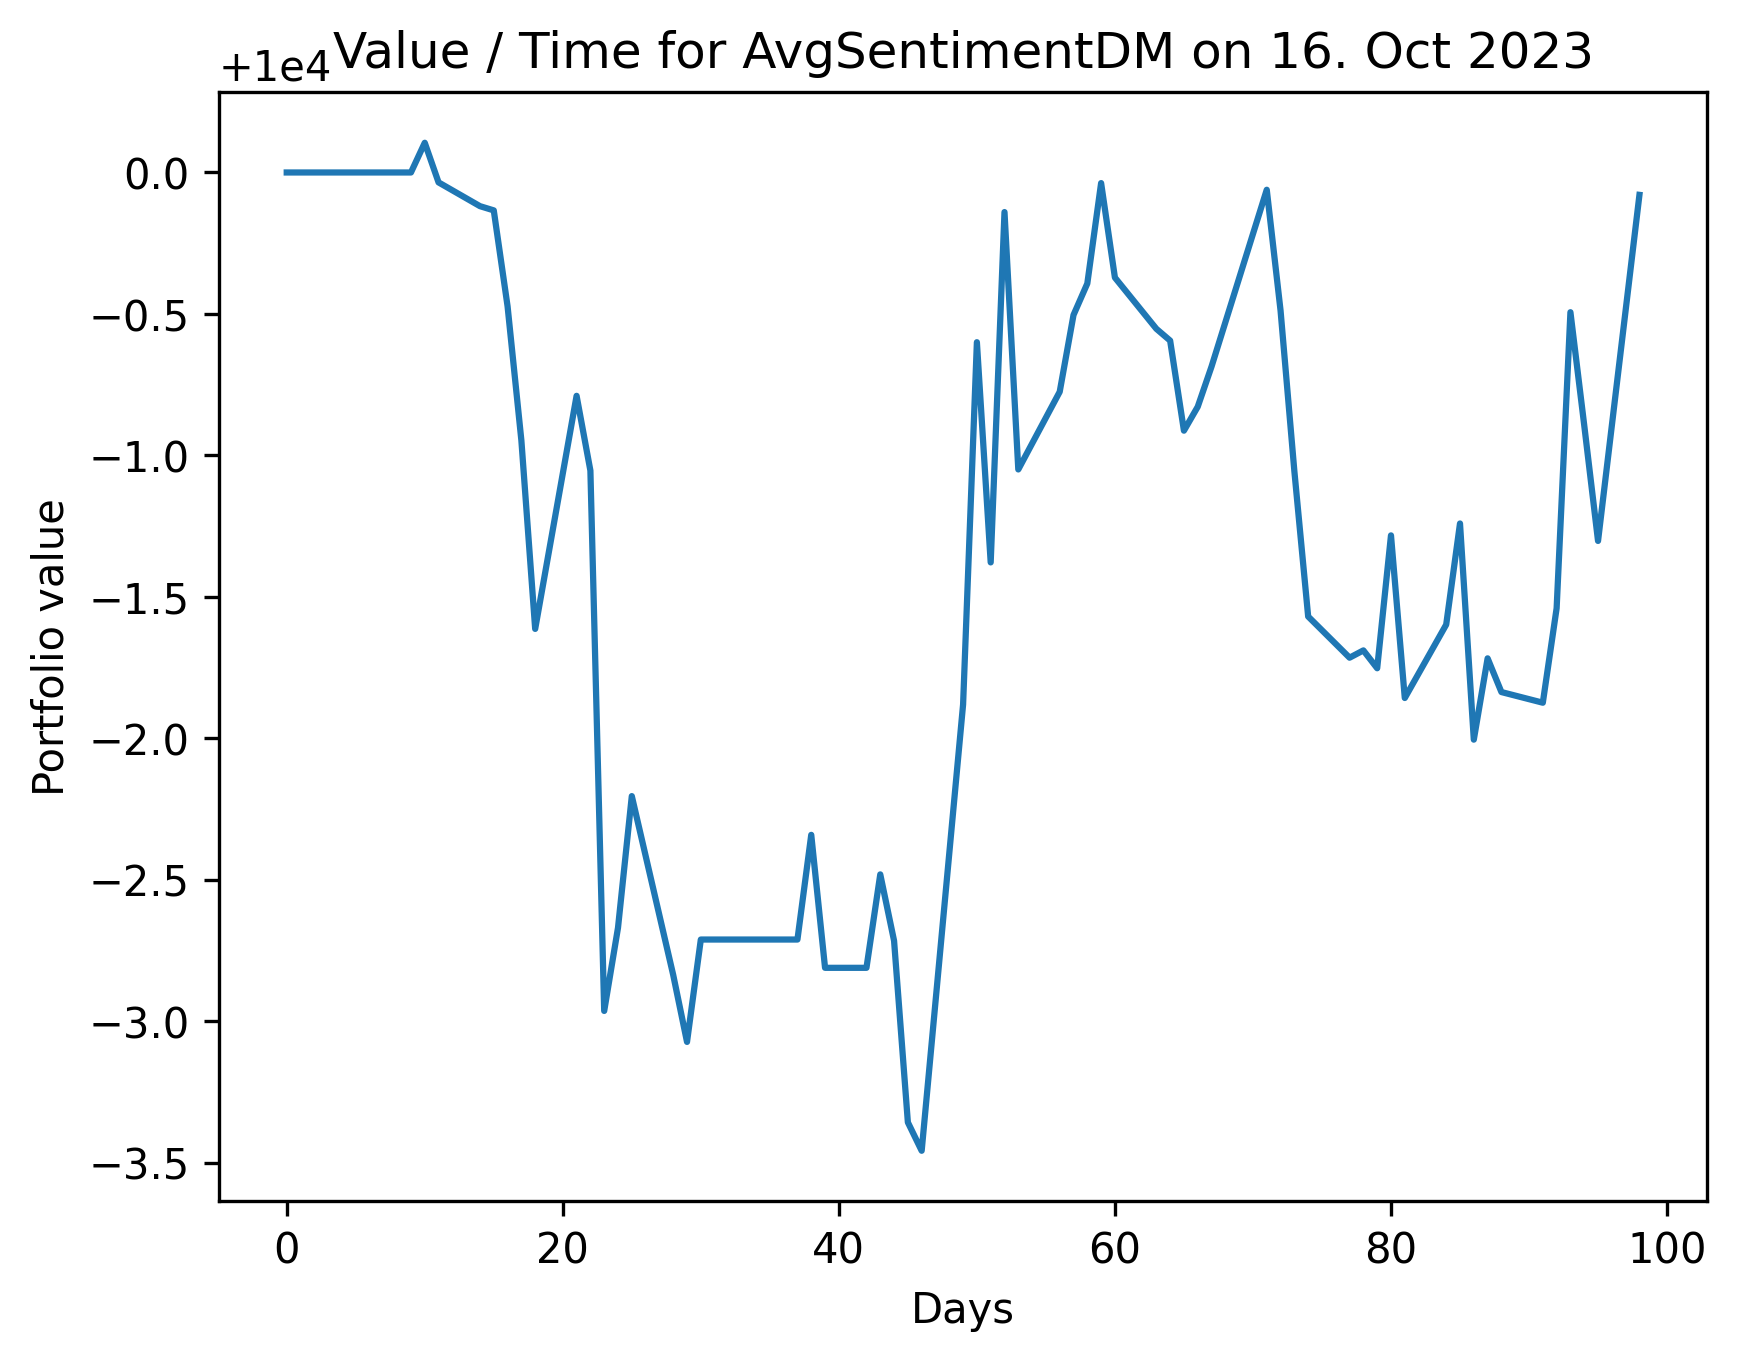 Value / Time for AvgSentimentDM on 16. Oct 2023
+1e4
0.0
−0.5
−1.0
−1.5
−2.0
−2.5
−3.0
−3.5
Portfolio value
0 20 40 60 80 100
Days